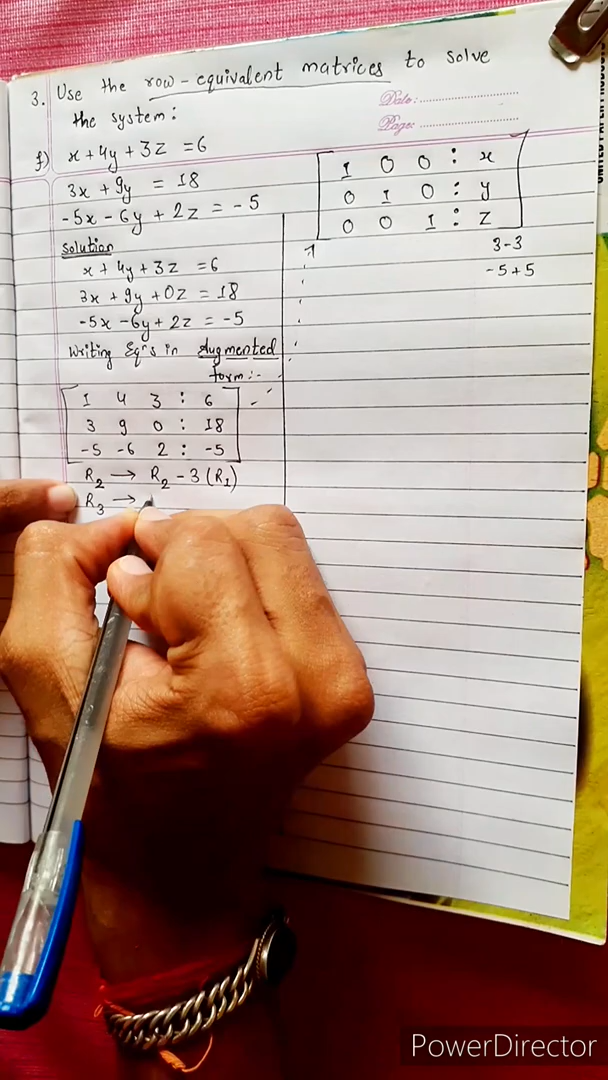 3. Use the row-equivalent matrices to solve
the system:
Date:
Page:
f) x+4y+3z =6
3x+9y = 18
-5x-6y+2z = -5
Solution
x+4y+3z =6
3x+9y+0z =18
-5x-6y+2z =-5
Writing Eqⁿs in Augmented
form:-
1 4 3 : 6
3 9 0 : 18
-5 -6 2 : -5
R₂ → R₂ - 3 (R₁)
R₃ →
1 0 0 : x
0 1 0 : y
0 0 1 : z
3-3
-5+5
PowerDirector